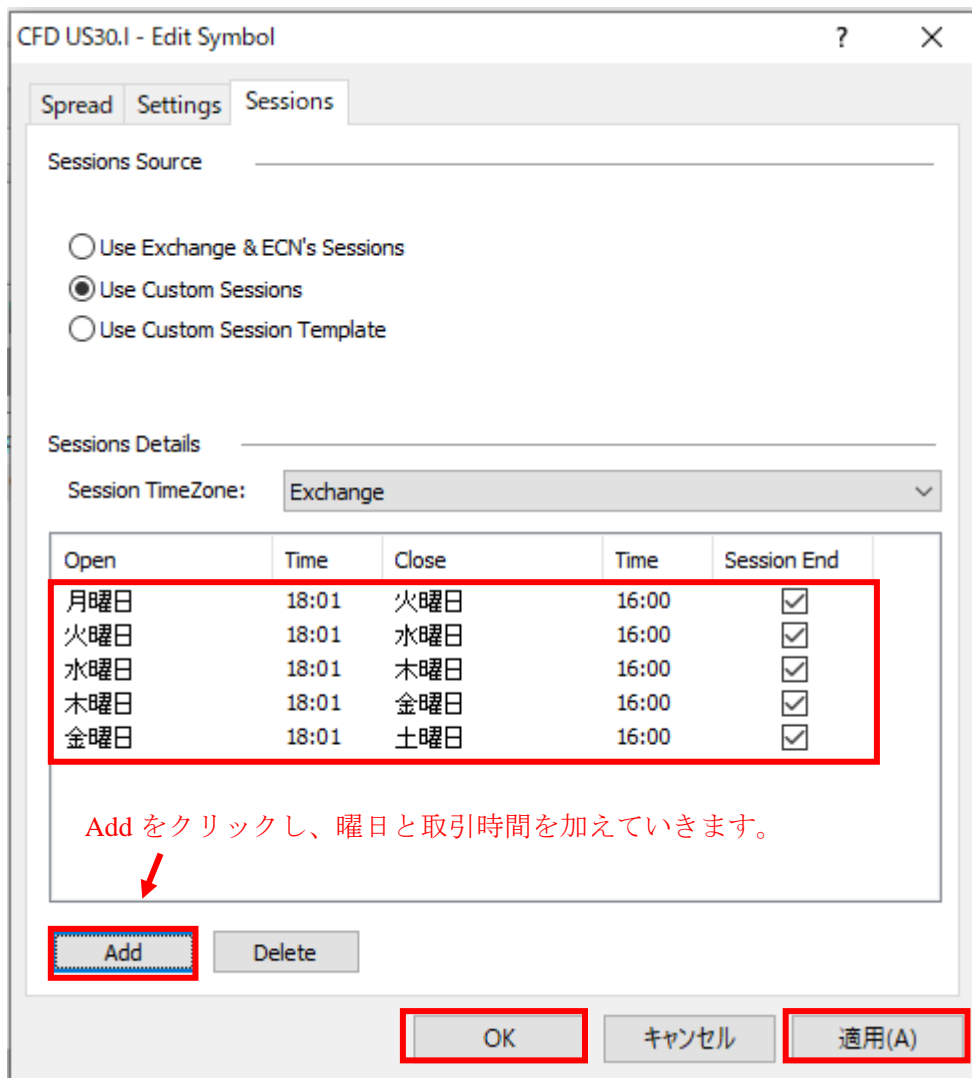 CFD US30.I - Edit Symbol ? ×
Spread Settings Sessions
Sessions Source
Use Exchange & ECN's Sessions
Use Custom Sessions
Use Custom Session Template
Sessions Details
Session TimeZone: Exchange
Open Time Close Time Session End
月曜日 18:01 火曜日 16:00
火曜日 18:01 水曜日 16:00
水曜日 18:01 木曜日 16:00
木曜日 18:01 金曜日 16:00
金曜日 18:01 土曜日 16:00
Add をクリックし、曜日と取引時間を加えていきます。
Add Delete
OK キャンセル 適用(A)